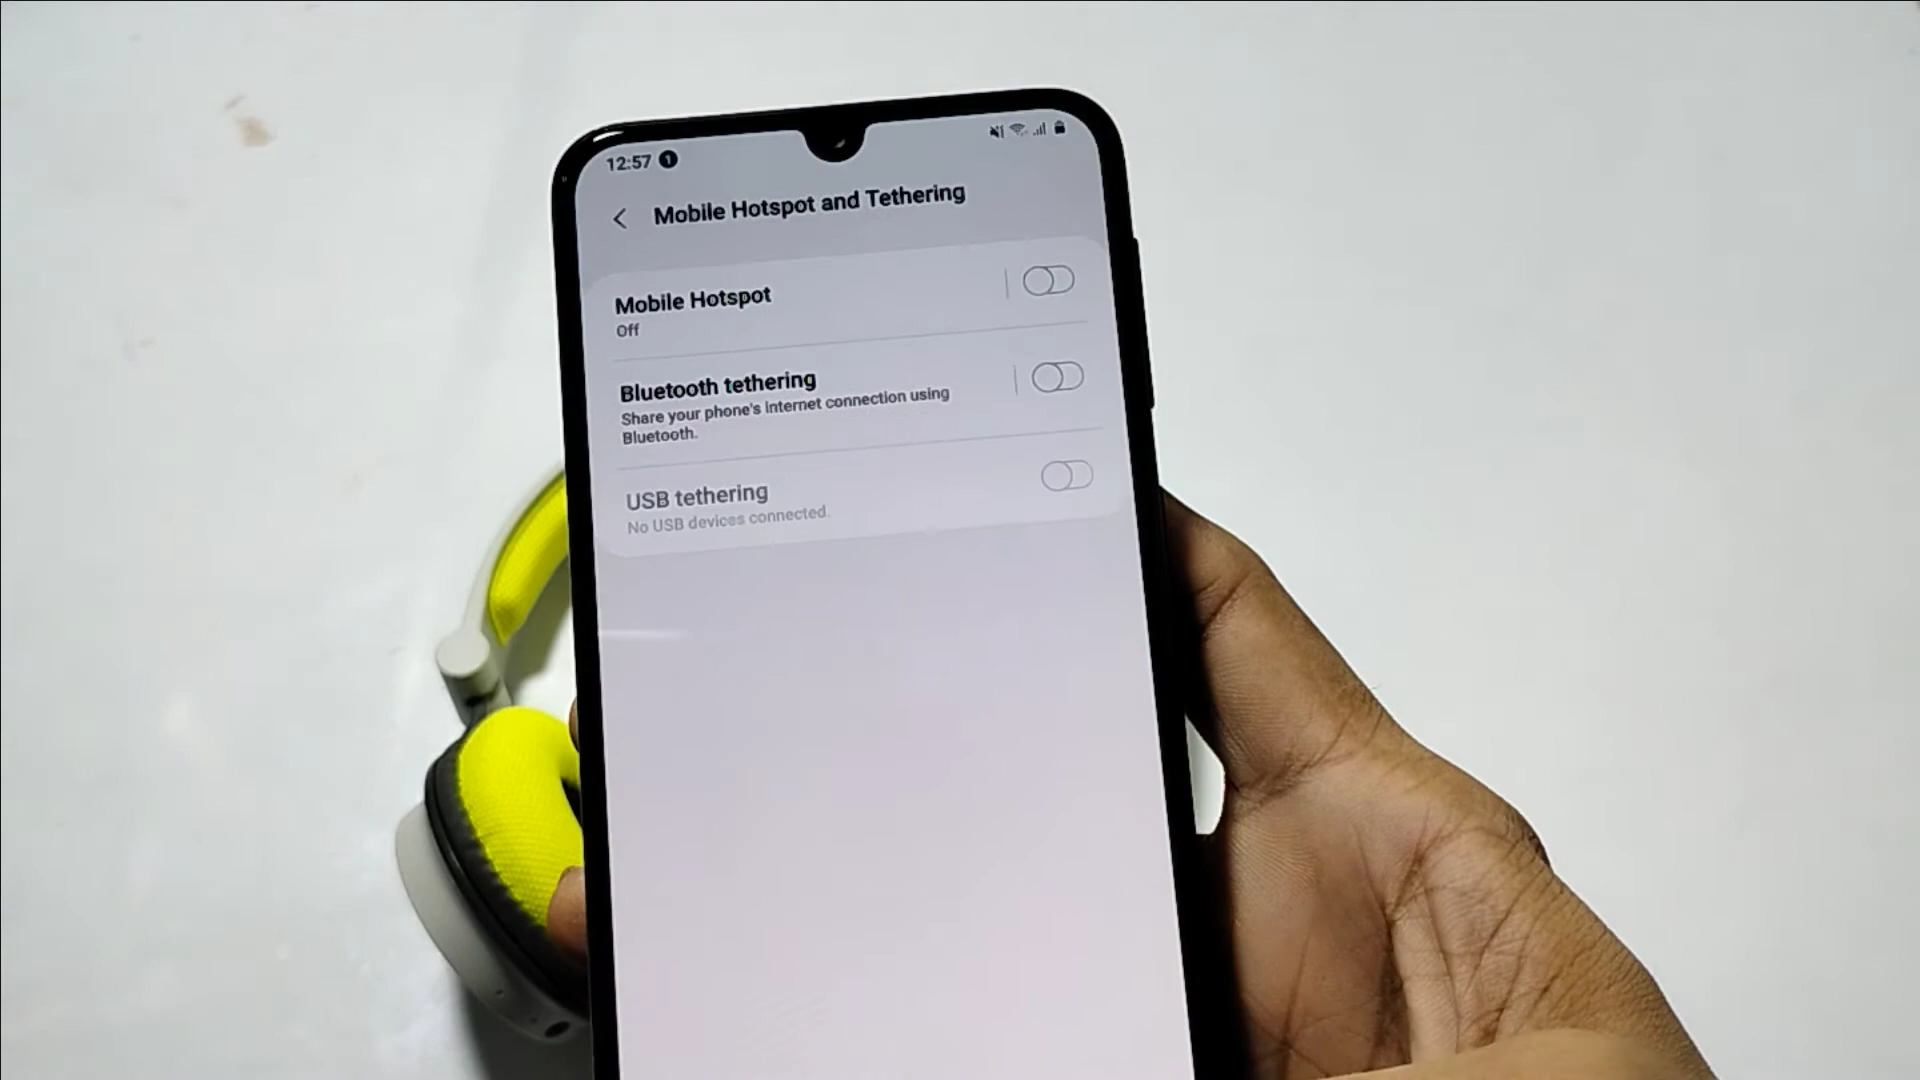 12:57 1
Mobile Hotspot and Tethering
Mobile Hotspot
Off
Bluetooth tethering
Share your phone's internet connection using
Bluetooth.
USB tethering
No USB devices connected.